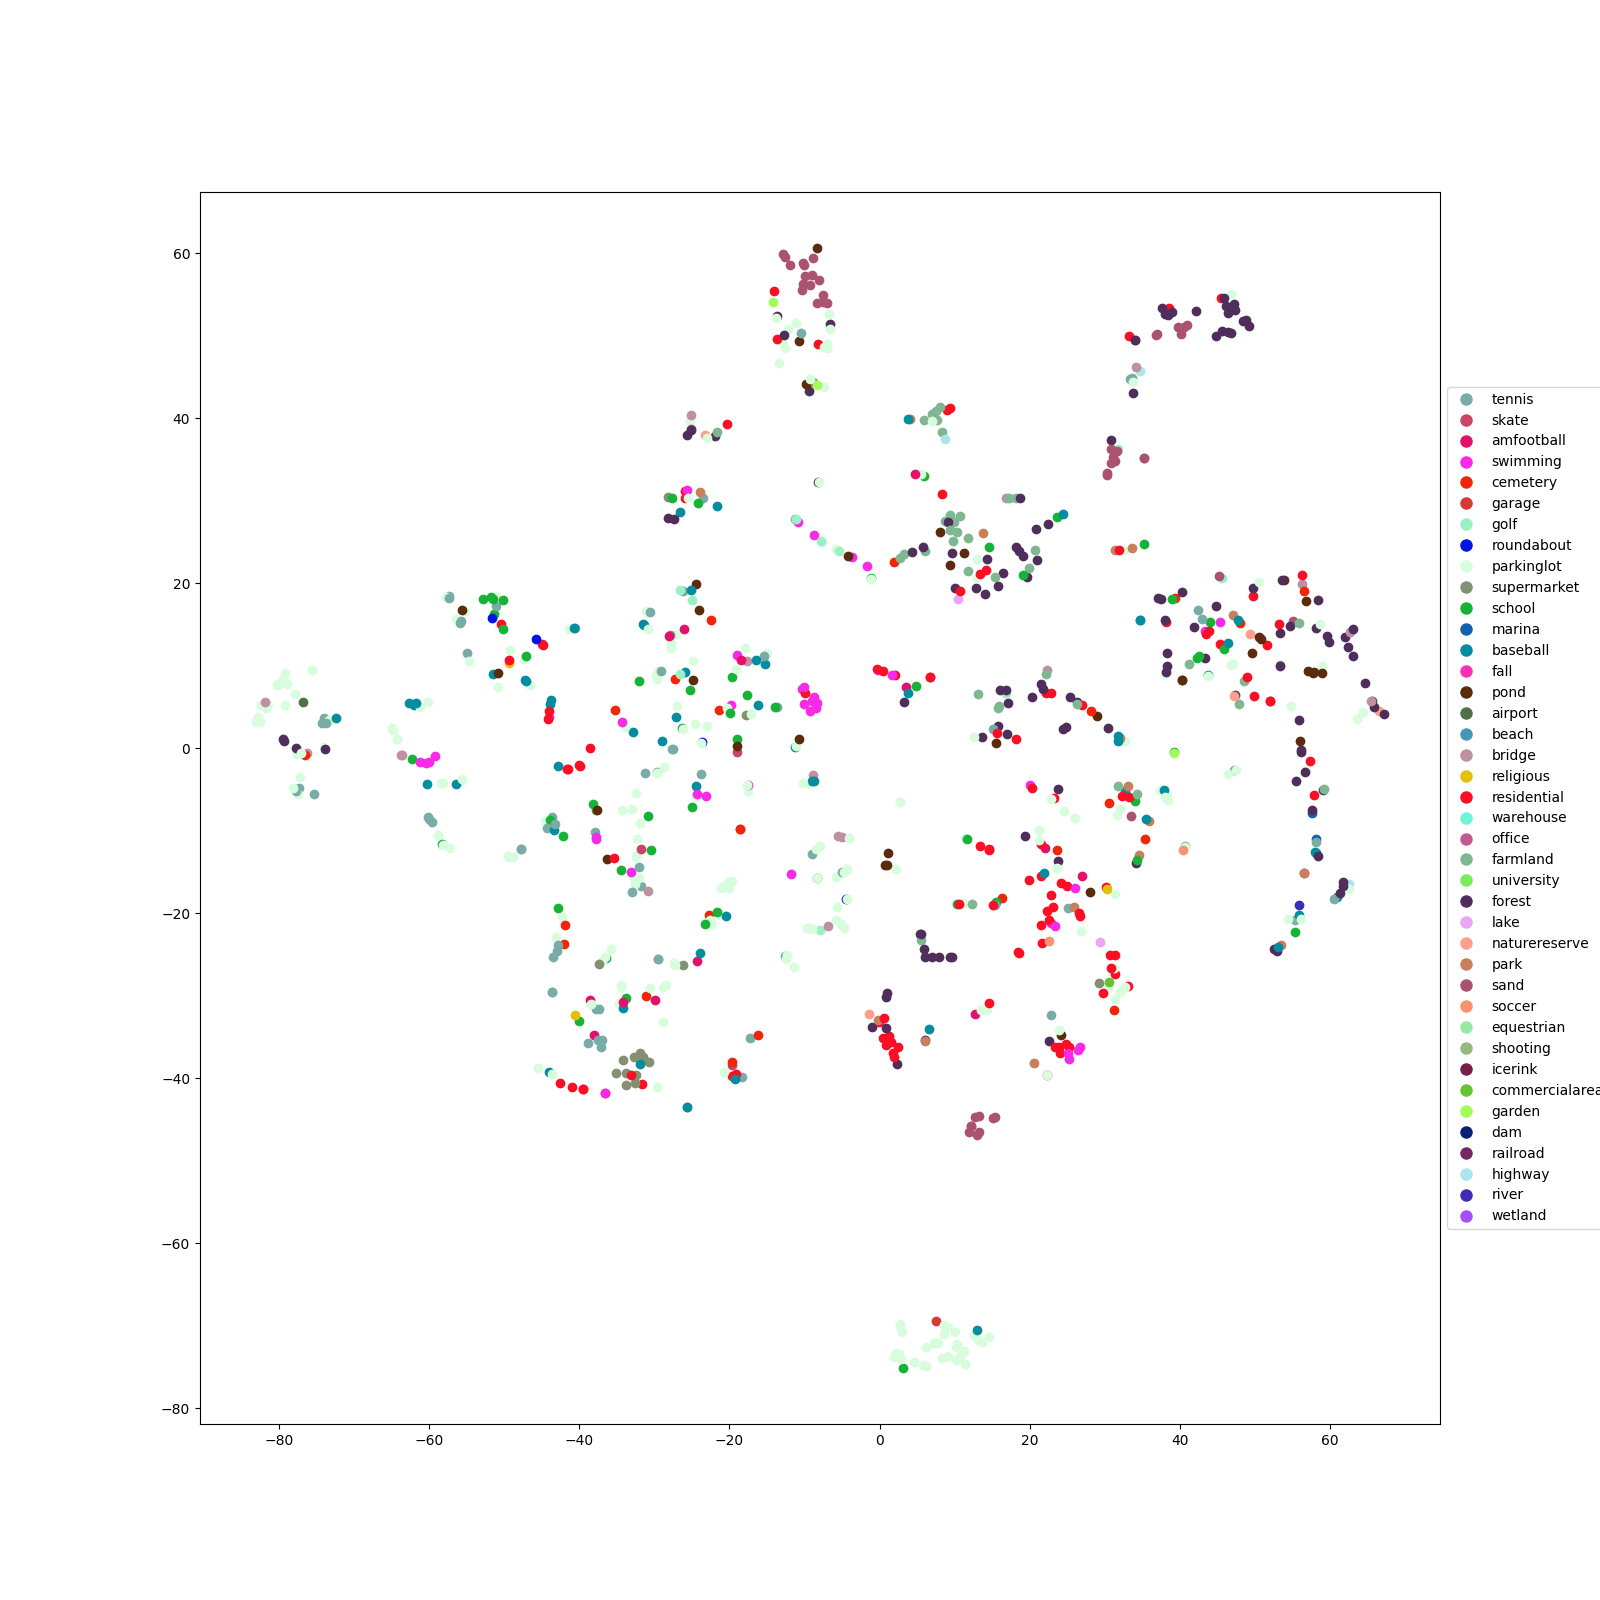 60
40
20
0
−20
−40
−60
−80
−80
−60
−40
−20
0
20
40
60
tennis
skate
amfootball
swimming
cemetery
garage
golf
roundabout
parkinglot
supermarket
school
marina
baseball
fall
pond
airport
beach
bridge
religious
residential
warehouse
office
farmland
university
forest
lake
naturereserve
park
sand
soccer
equestrian
shooting
icerink
commercialarea
garden
dam
railroad
highway
river
wetland